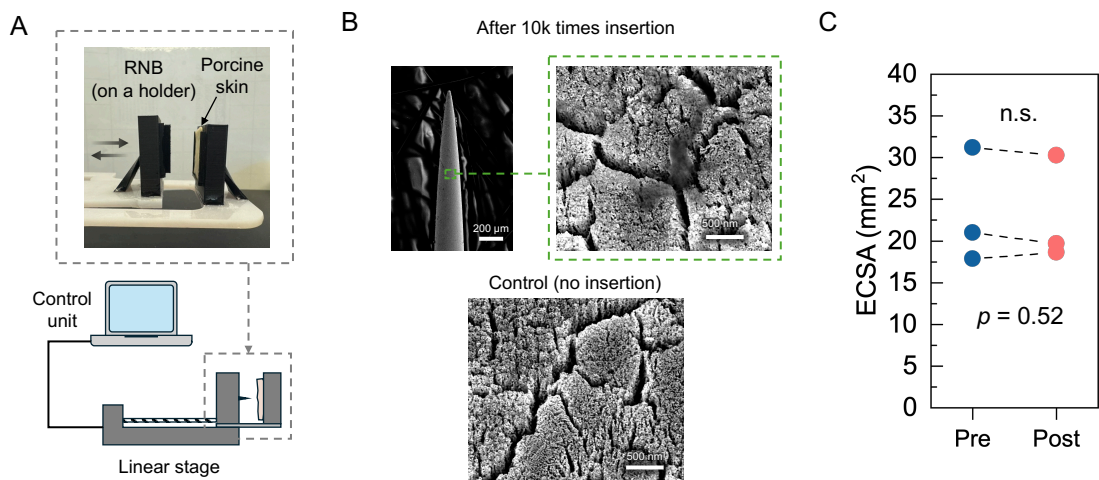 A
RNB
(on a holder)
Porcine
skin
Control
unit
Linear stage
B
After 10k times insertion
200 μm
500 nm
Control (no insertion)
500 nm
C
ECSA (mm²)
40
35
30
25
20
15
10
5
0
n.s.
p = 0.52
Pre
Post